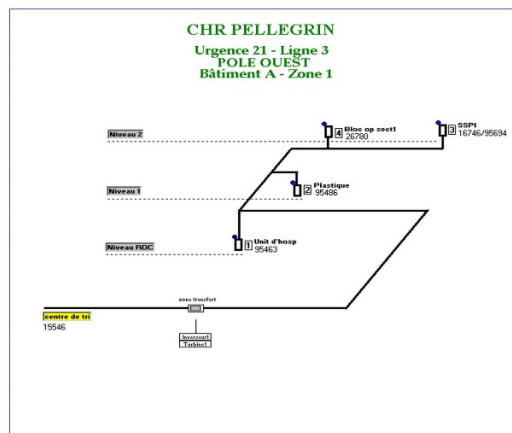 CHR PELLEGRIN
Urgence 21 - Ligne 3
POLE OUEST
Bâtiment A - Zone 1
Niveau 2
4 Bloc op sect1
26780
3 SSPI
16746/95694
Niveau 1
2 Plastique
95486
Niveau RDC
1 Unit d'hosp
95463
zone transfert
centre de tri
15546
Inverseur1
Turbine1